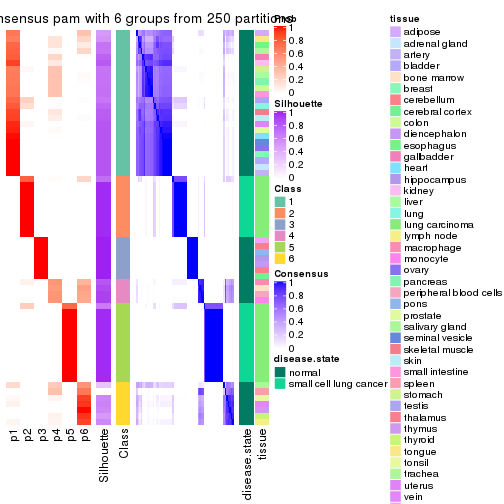 nsensus pam with 6 groups from 250 partitions
Prob
1
0.8
0.6
0.4
0.2
0
Silhouette
1
0.8
0.6
0.4
0.2
0
Class
1
2
3
4
5
6
Consensus
1
0.8
0.6
0.4
0.2
0
disease.state
normal
small cell lung cancer
tissue
adipose
adrenal gland
artery
bladder
bone marrow
breast
cerebellum
cerebral cortex
colon
diencephalon
esophagus
gallbadder
heart
hippocampus
kidney
liver
lung
lung carcinoma
lymph node
macrophage
monocyte
ovary
pancreas
peripheral blood cells
pons
prostate
salivary gland
seminal vesicle
skeletal muscle
skin
small intestine
spleen
stomach
testis
thalamus
thymus
thyroid
tongue
tonsil
trachea
uterus
vein
p1
p2
p3
p4
p5
p6
Silhouette
Class
disease.state
tissue